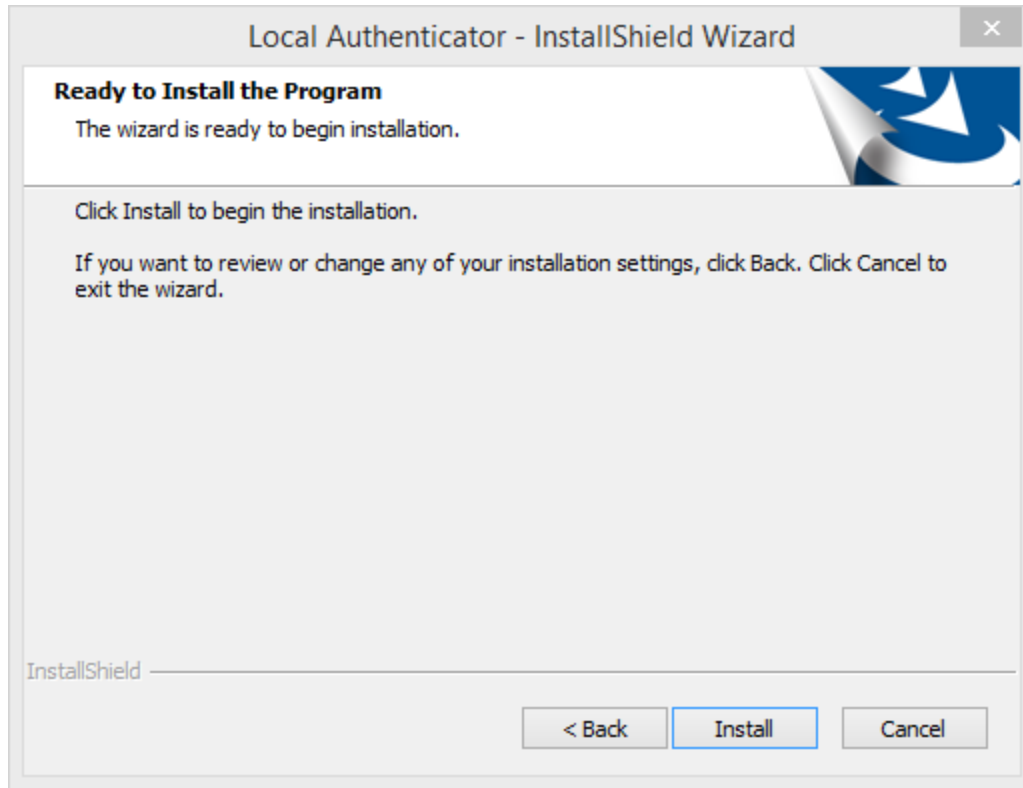 Local Authenticator - InstallShield Wizard
Ready to Install the Program
The wizard is ready to begin installation.
Click Install to begin the installation.
If you want to review or change any of your installation settings, click Back. Click Cancel to
exit the wizard.
InstallShield
< Back
Install
Cancel